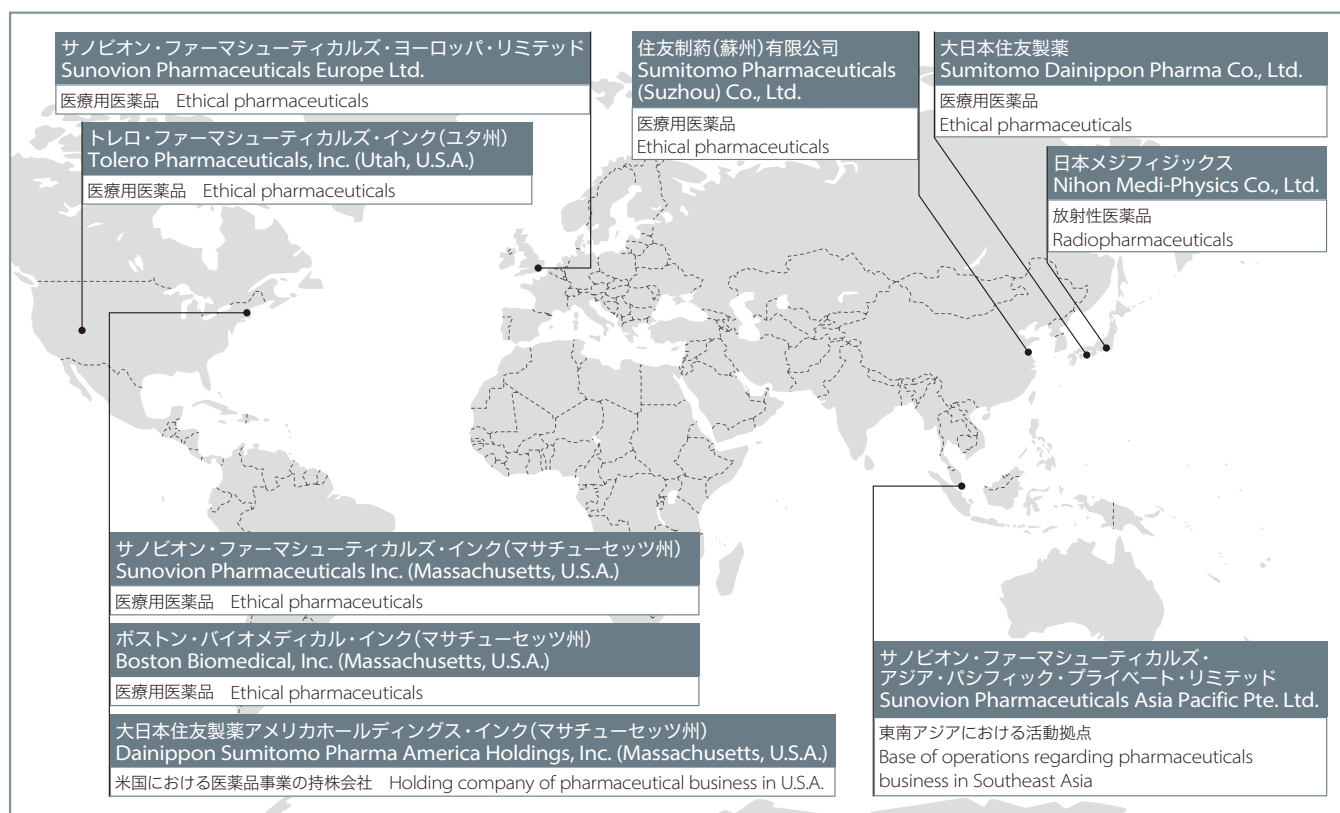 サノビオン・ファーマシューティカルズ・ヨーロッパ・リミテッド
Sunovion Pharmaceuticals Europe Ltd.
医療用医薬品 Ethical pharmaceuticals
トレロ・ファーマシューティカルズ・インク(ユタ州)
Tolero Pharmaceuticals, Inc. (Utah, U.S.A.)
医療用医薬品 Ethical pharmaceuticals
住友制葯(蘇州)有限公司
Sumitomo Pharmaceuticals
(Suzhou) Co., Ltd.
医療用医薬品
Ethical pharmaceuticals
大日本住友製薬
Sumitomo Dainippon Pharma Co., Ltd.
医療用医薬品
Ethical pharmaceuticals
日本メジフィジックス
Nihon Medi-Physics Co., Ltd.
放射性医薬品
Radiopharmaceuticals
サノビオン・ファーマシューティカルズ・インク(マサチューセッツ州)
Sunovion Pharmaceuticals Inc. (Massachusetts, U.S.A.)
医療用医薬品 Ethical pharmaceuticals
ボストン・バイオメディカル・インク(マサチューセッツ州)
Boston Biomedical, Inc. (Massachusetts, U.S.A.)
医療用医薬品 Ethical pharmaceuticals
大日本住友製薬アメリカホールディングス・インク(マサチューセッツ州)
Dainippon Sumitomo Pharma America Holdings, Inc. (Massachusetts, U.S.A.)
米国における医薬品事業の持株会社 Holding company of pharmaceutical business in U.S.A.
サノビオン・ファーマシューティカルズ・
アジア・パシフィック・プライベート・リミテッド
Sunovion Pharmaceuticals Asia Pacific Pte. Ltd.
東南アジアにおける活動拠点
Base of operations regarding pharmaceuticals
business in Southeast Asia